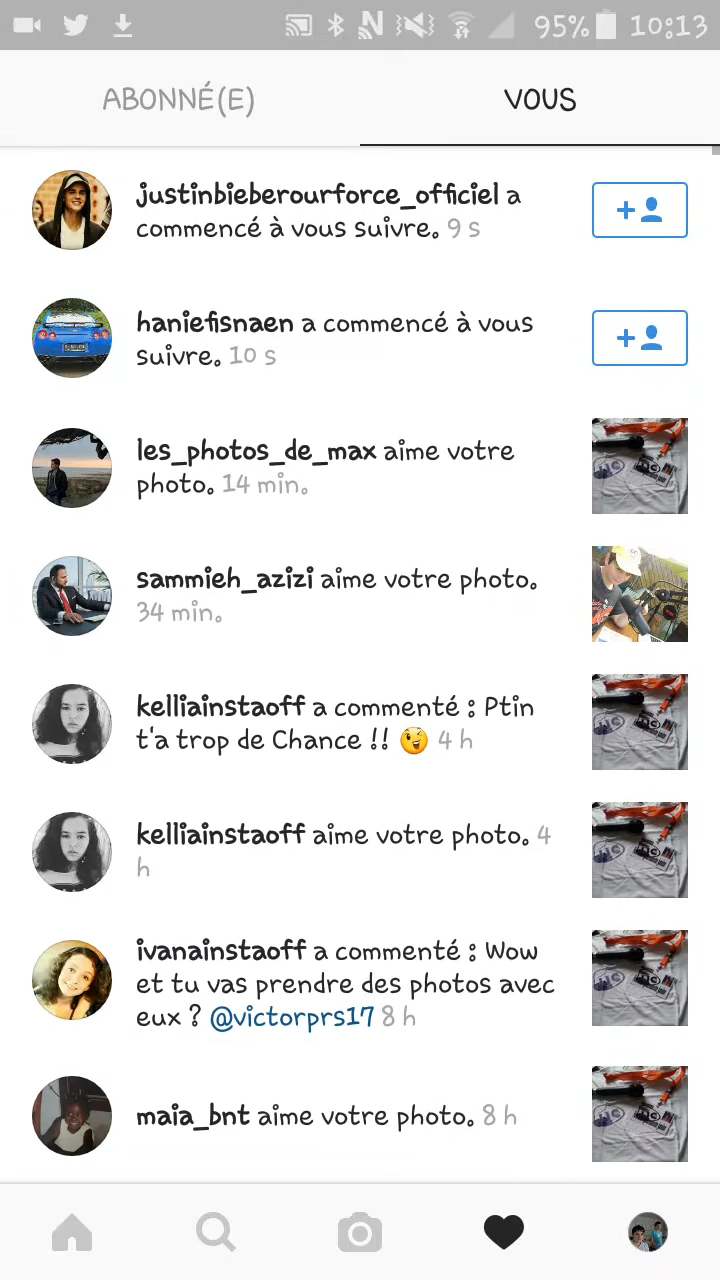 95% 10:13
ABONNÉ(E) VOUS
justinbieberourforce_officiel a
commencé à vous suivre. 9 s
haniefisnaen a commencé à vous
suivre. 10 s
les_photos_de_max aime votre
photo. 14 min.
sammieh_azizi aime votre photo.
34 min.
kelliainstaoff a commenté : Ptin
t'a trop de Chance !! 😉 4 h
kelliainstaoff aime votre photo. 4
h
ivanainstaoff a commenté : Wow
et tu vas prendre des photos avec
eux ? @victorprs17 8 h
maia_bnt aime votre photo. 8 h